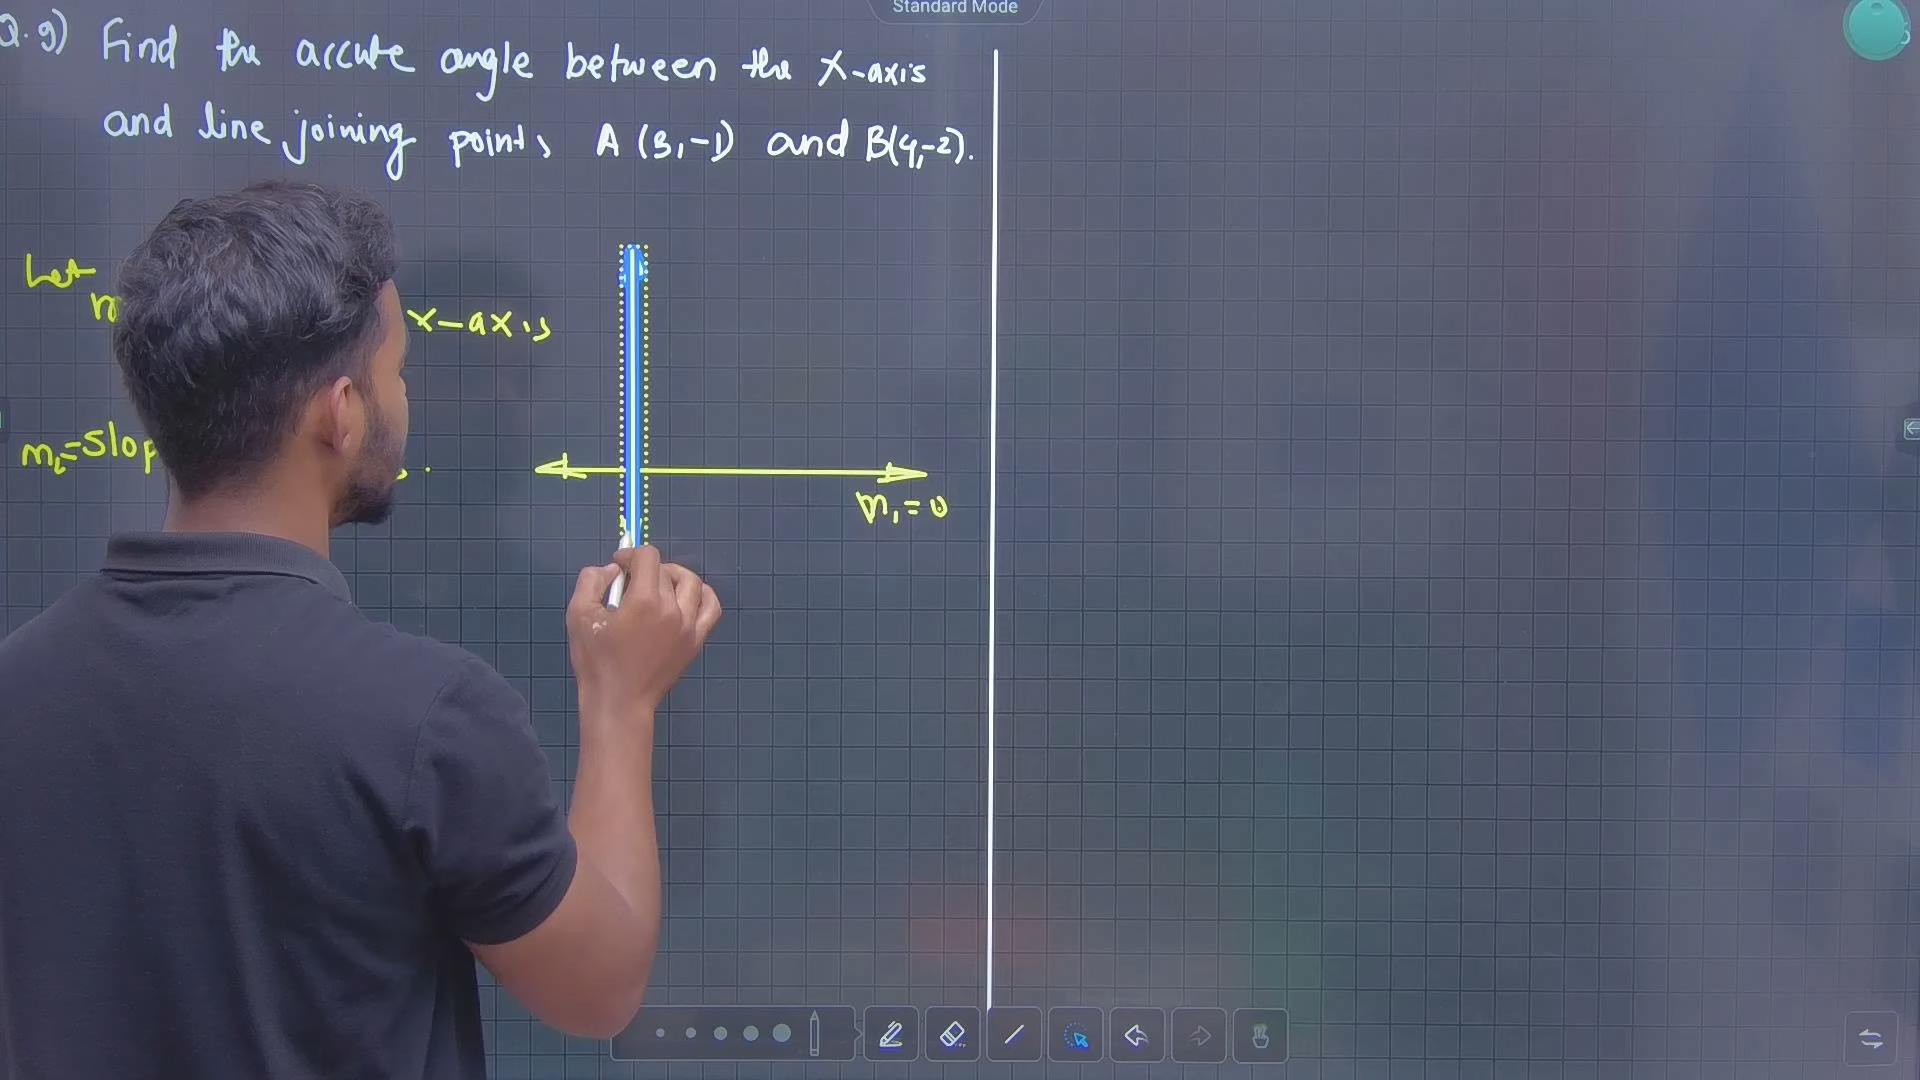 Standard Mode
Q.9) Find the accute angle between the X-axis
and line joining points A (3,-1) and B(4,-2).
Let
X-axis
m₂=Slop
m₁=0